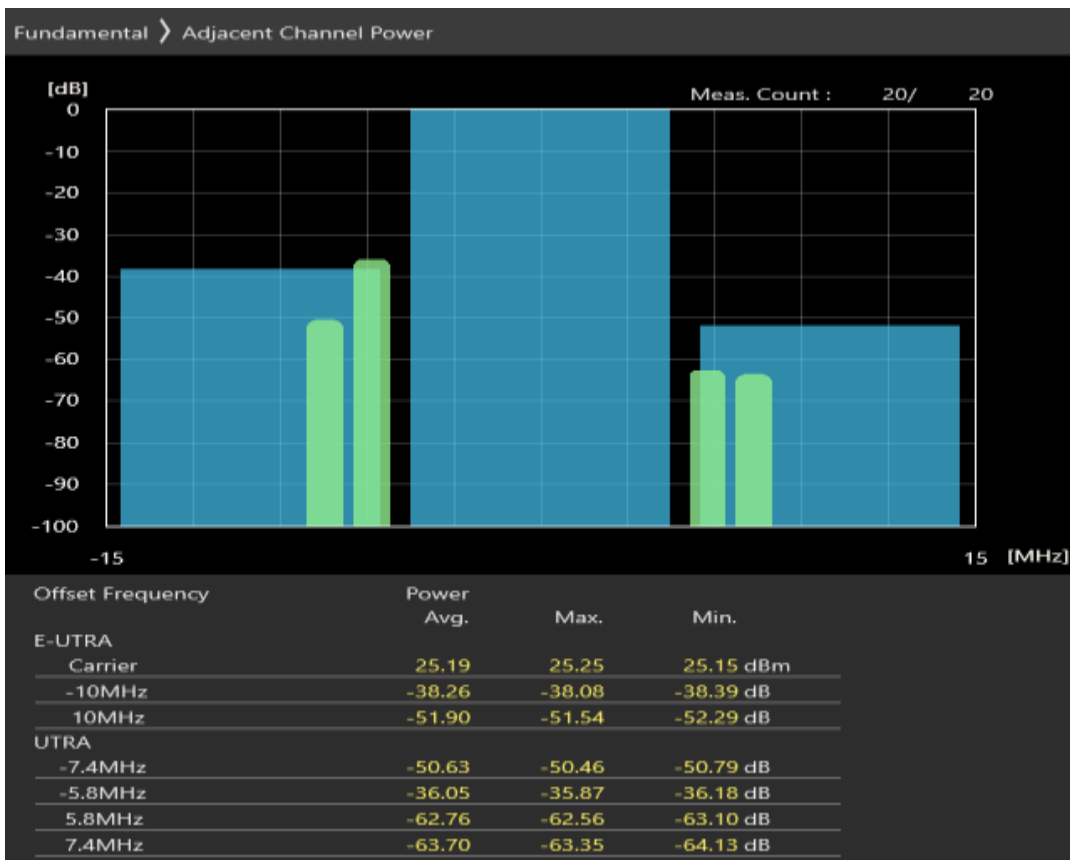 Fundamental 〉 Adjacent Channel Power
[dB]
Meas. Count : 20/ 20
0
-10
-20
-30
-40
-50
-60
-70
-80
-90
-100
-15 15 [MHz]
Offset Frequency Power
Avg. Max. Min.
E-UTRA
Carrier 25.19 25.25 25.15 dBm
-10MHz -38.26 -38.08 -38.39 dB
10MHz -51.90 -51.54 -52.29 dB
UTRA
-7.4MHz -50.63 -50.46 -50.79 dB
-5.8MHz -36.05 -35.87 -36.18 dB
5.8MHz -62.76 -62.56 -63.10 dB
7.4MHz -63.70 -63.35 -64.13 dB